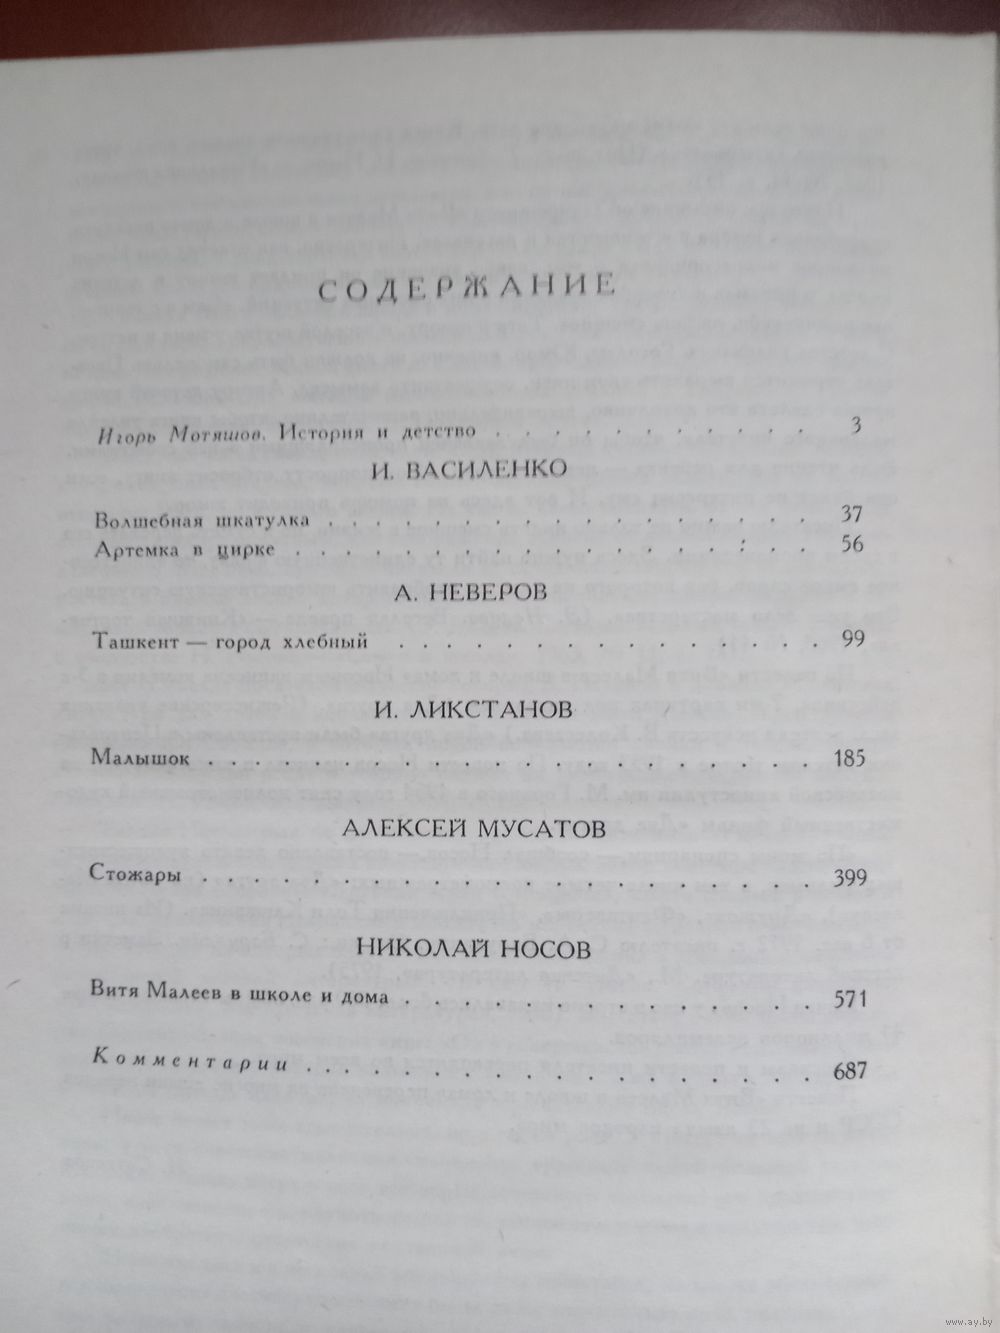 СОДЕРЖАНИЕ
Игорь Мотяшов. История и детство . . . . . . . . . . . . 3
И. ВАСИЛЕНКО
Волшебная шкатулка . . . . . . . . . . . . . . . . . 37
Артемка в цирке . . . . . . . . . . . . . . . . . . 56
А. НЕВЕРОВ
Ташкент — город хлебный . . . . . . . . . . . . . . . 99
И. ЛИКСТАНОВ
Малышок . . . . . . . . . . . . . . . . . . . . . 185
АЛЕКСЕЙ МУСАТОВ
Стожары . . . . . . . . . . . . . . . . . . . . . 399
НИКОЛАЙ НОСОВ
Витя Малеев в школе и дома . . . . . . . . . . . . . . 571
Комментарии . . . . . . . . . . . . . . . . . . 687
www.ay.by